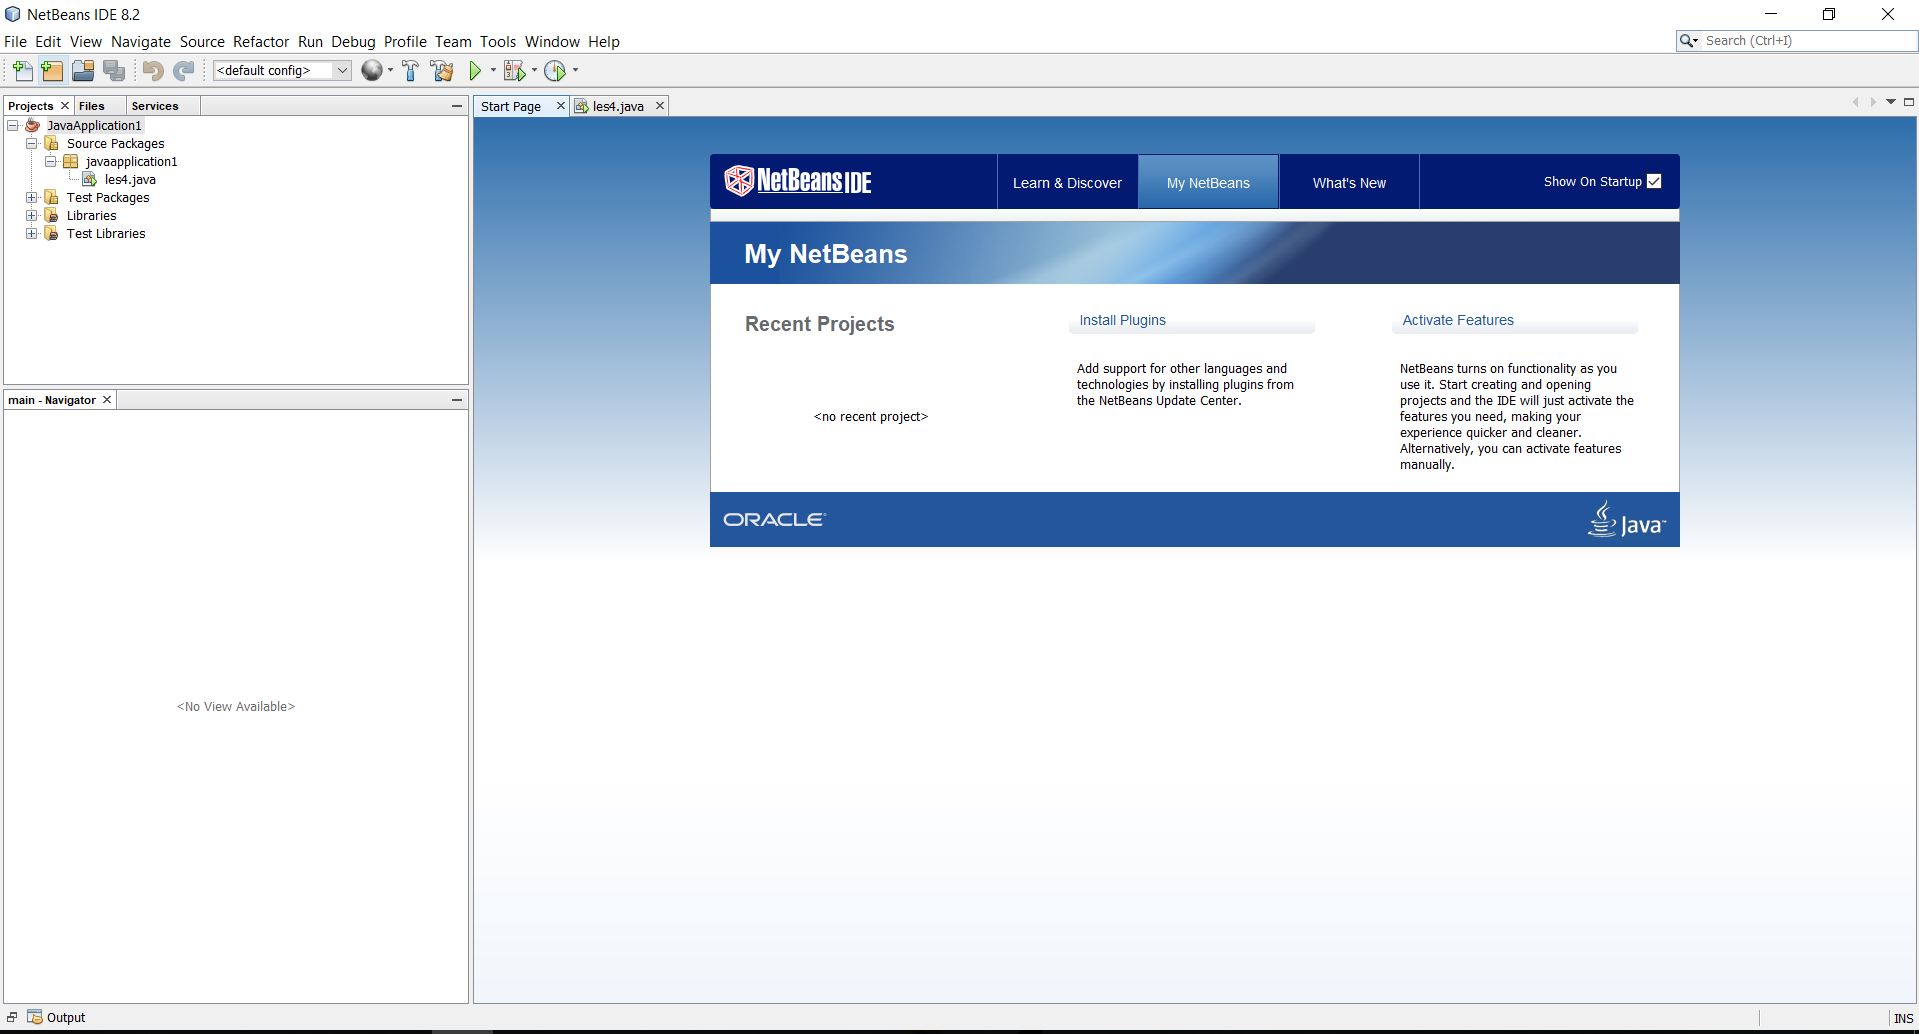 NetBeans IDE 8.2
File Edit View Navigate Source Refactor Run Debug Profile Team Tools Window Help
Search (Ctrl+I)
<default config>
Projects Files Services
JavaApplication1
Source Packages
javaapplication1
les4.java
Test Packages
Libraries
Test Libraries
main - Navigator
<No View Available>
Start Page les4.java
NetBeans IDE
Learn & Discover My NetBeans What's New Show On Startup
My NetBeans
Recent Projects
<no recent project>
Install Plugins
Add support for other languages and
technologies by installing plugins from
the NetBeans Update Center.
Activate Features
NetBeans turns on functionality as you
use it. Start creating and opening
projects and the IDE will just activate the
features you need, making your
experience quicker and cleaner.
Alternatively, you can activate features
manually.
ORACLE
Java™
Output
INS